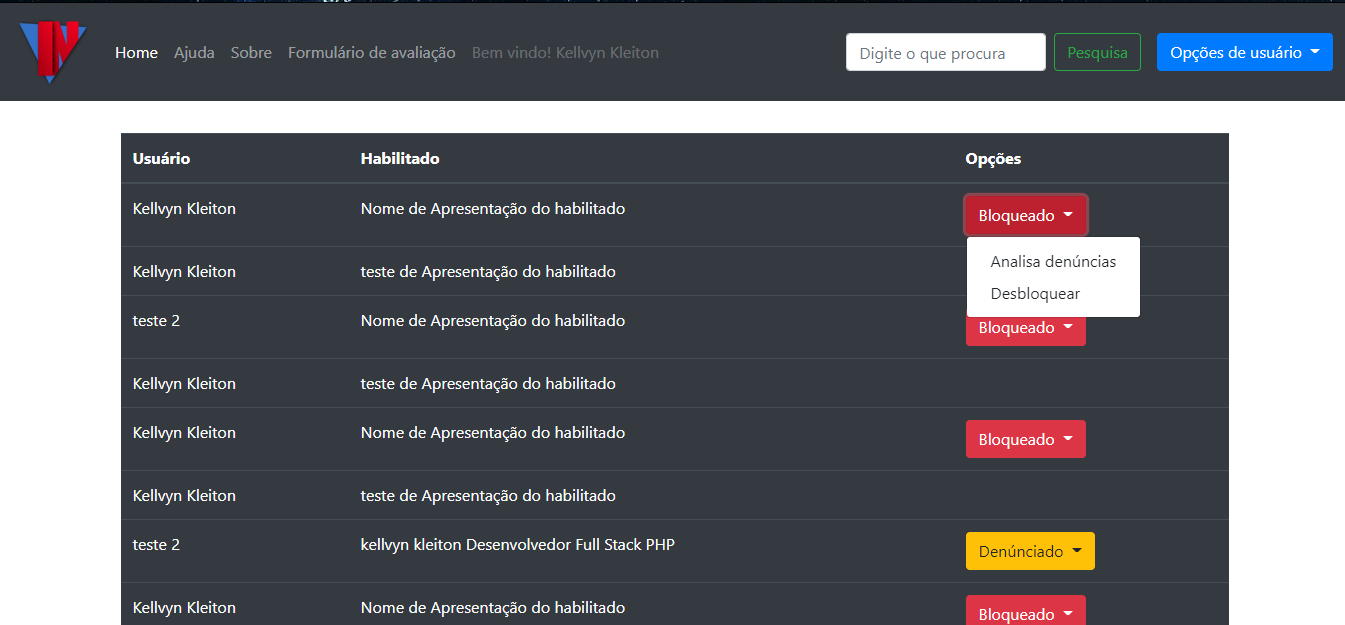 Home Ajuda Sobre Formulário de avaliação Bem vindo! Kellvyn Kleiton Digite o que procura Pesquisa Opções de usuário
Usuário Habilitado Opções
Kellvyn Kleiton Nome de Apresentação do habilitado Bloqueado
Analisa denúncias
Desbloquear
Kellvyn Kleiton teste de Apresentação do habilitado
teste 2 Nome de Apresentação do habilitado Bloqueado
Kellvyn Kleiton teste de Apresentação do habilitado
Kellvyn Kleiton Nome de Apresentação do habilitado Bloqueado
Kellvyn Kleiton teste de Apresentação do habilitado
teste 2 kellvyn kleiton Desenvolvedor Full Stack PHP Denúnciado
Kellvyn Kleiton Nome de Apresentação do habilitado Bloqueado